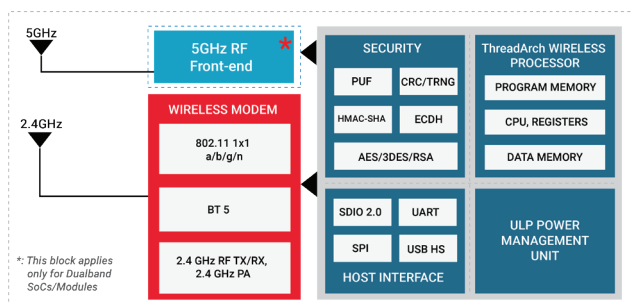 5GHz
5GHz RF
Front-end
*
2.4GHz
WIRELESS MODEM
802.11 1x1
a/b/g/n
BT 5
2.4 GHz RF TX/RX,
2.4 GHz PA
*: This block applies
only for Dualband
SoCs/Modules
SECURITY
PUF
CRC/TRNG
HMAC-SHA
ECDH
AES/3DES/RSA
ThreadArch WIRELESS
PROCESSOR
PROGRAM MEMORY
CPU, REGISTERS
DATA MEMORY
SDIO 2.0
UART
SPI
USB HS
HOST INTERFACE
ULP POWER
MANAGEMENT
UNIT